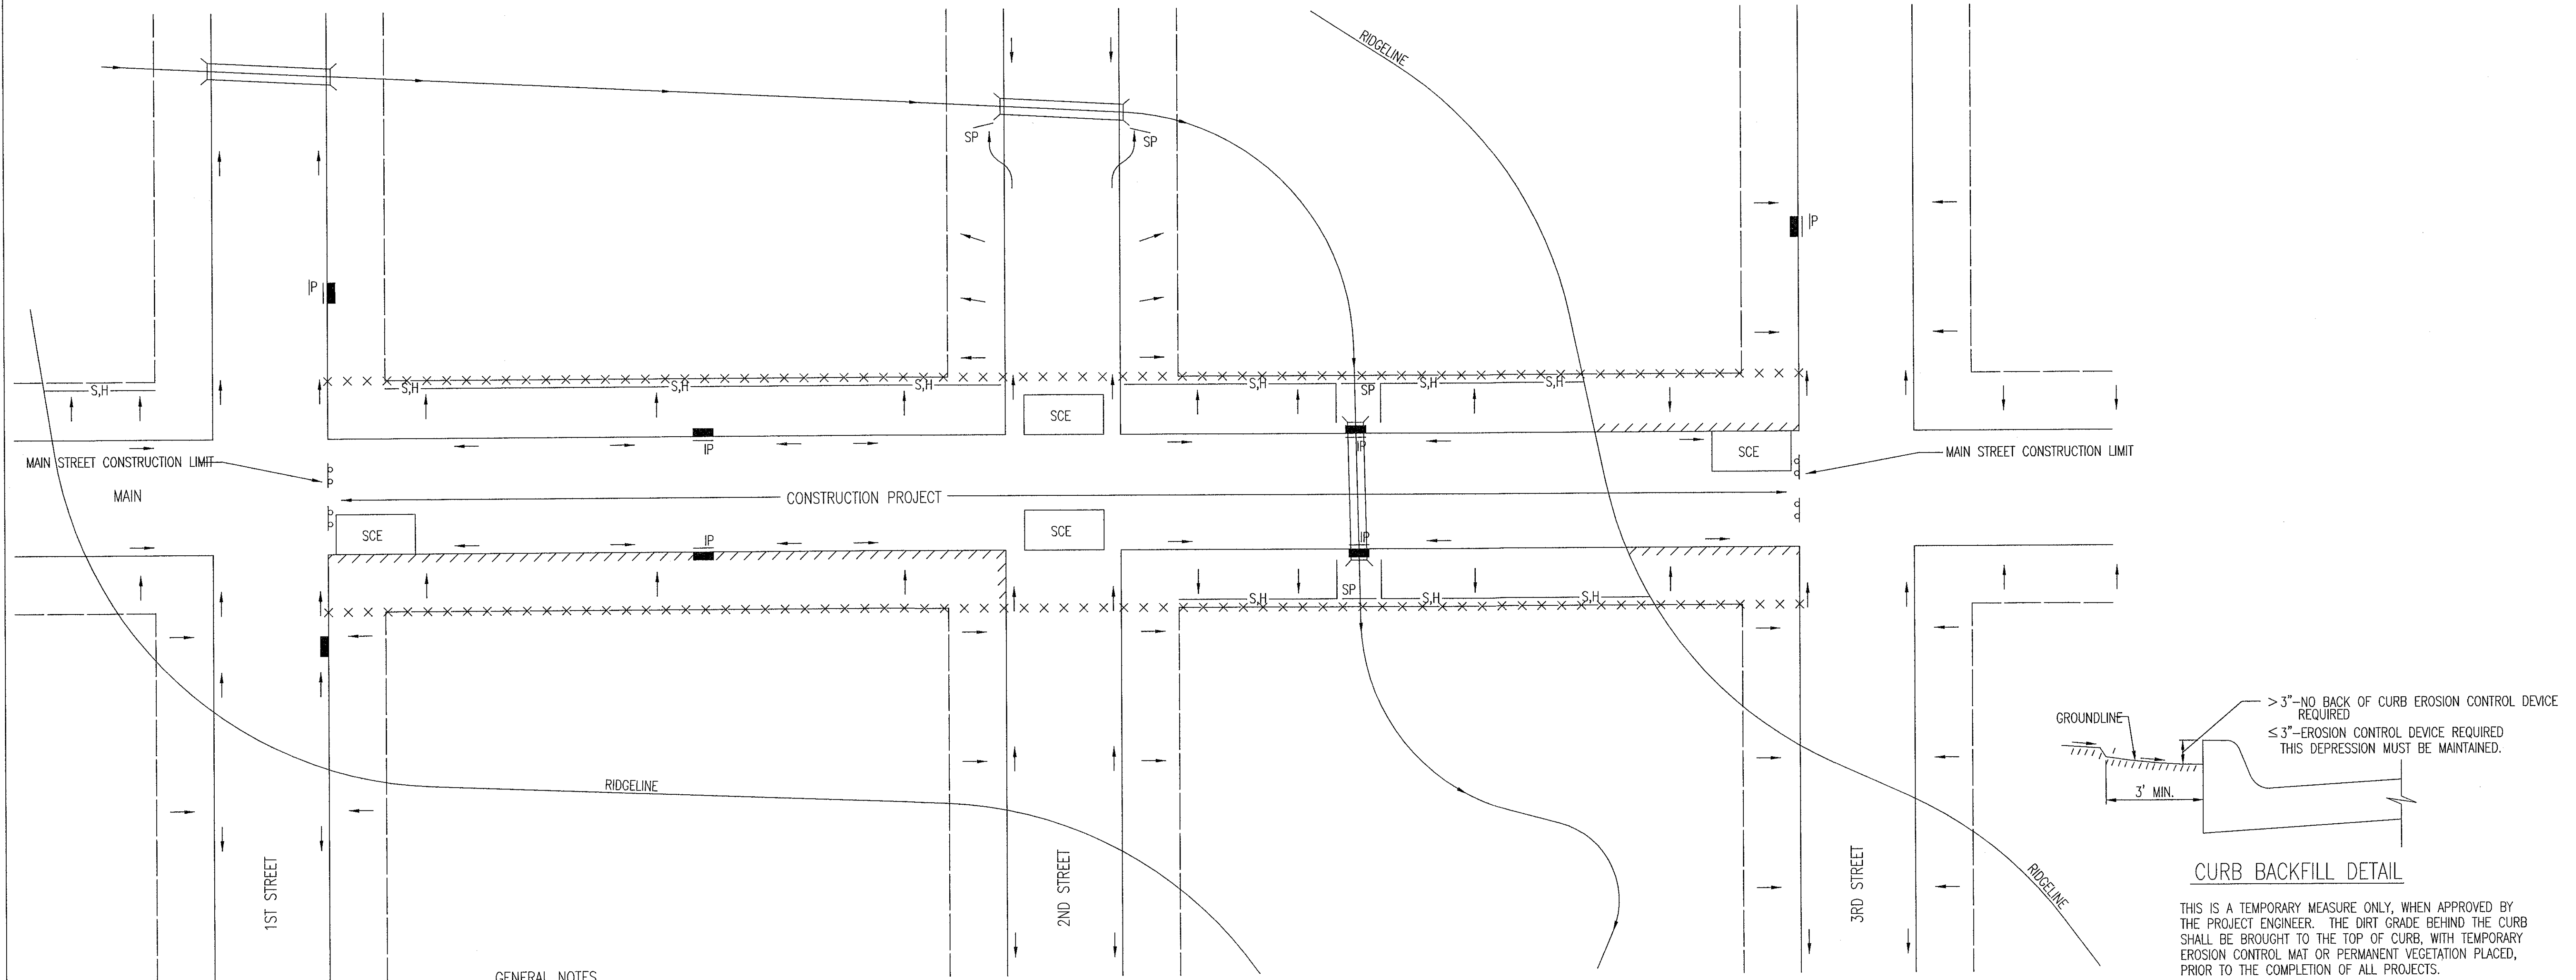 RIDGELINE
SP
SP
IP
IP
S,H
S,H
S,H
S,H
S,H
SP
S,H
S,H
SCE
IP
IP
SCE
MAIN STREET CONSTRUCTION LIMIT
MAIN STREET CONSTRUCTION LIMIT
MAIN
CONSTRUCTION PROJECT
SCE
SCE
IP
IP
S,H
SP
S,H
S,H
RIDGELINE
1ST STREET
2ND STREET
3RD STREET
RIDGELINE
GENERAL NOTES
GROUNDLINE
>3"-NO BACK OF CURB EROSION CONTROL DEVICE
REQUIRED
≤3"-EROSION CONTROL DEVICE REQUIRED
THIS DEPRESSION MUST BE MAINTAINED.
3' MIN.
CURB BACKFILL DETAIL
THIS IS A TEMPORARY MEASURE ONLY, WHEN APPROVED BY
THE PROJECT ENGINEER. THE DIRT GRADE BEHIND THE CURB
SHALL BE BROUGHT TO THE TOP OF CURB, WITH TEMPORARY
EROSION CONTROL MAT OR PERMANENT VEGETATION PLACED,
PRIOR TO THE COMPLETION OF ALL PROJECTS.